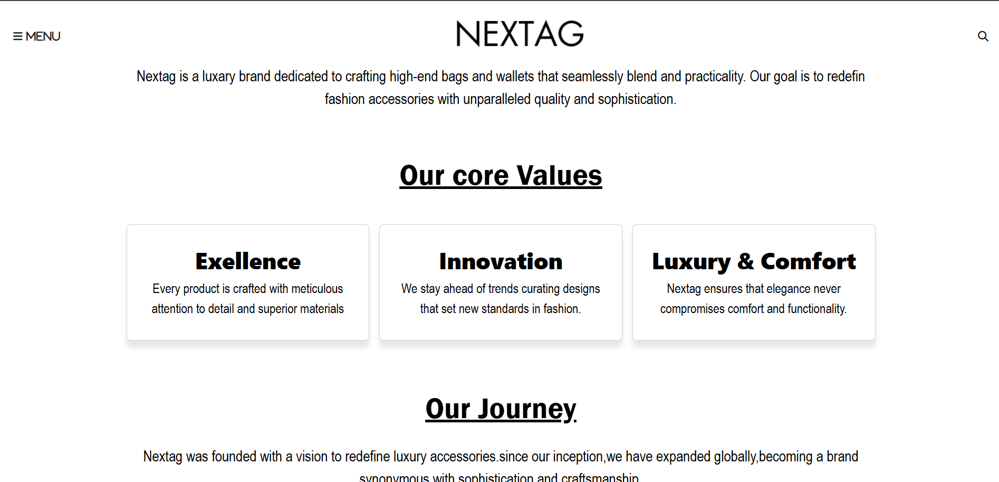 MENU
NEXTAG
Nextag is a luxary brand dedicated to crafting high-end bags and wallets that seamlessly blend and practicality. Our goal is to redefin
fashion accessories with unparalleled quality and sophistication.
Our core Values
Exellence
Every product is crafted with meticulous
attention to detail and superior materials
Innovation
We stay ahead of trends curating designs
that set new standards in fashion.
Luxury & Comfort
Nextag ensures that elegance never
compromises comfort and functionality.
Our Journey
Nextag was founded with a vision to redefine luxury accessories.since our inception,we have expanded globally,becoming a brand
synonymous with sophistication and craftsmanship.